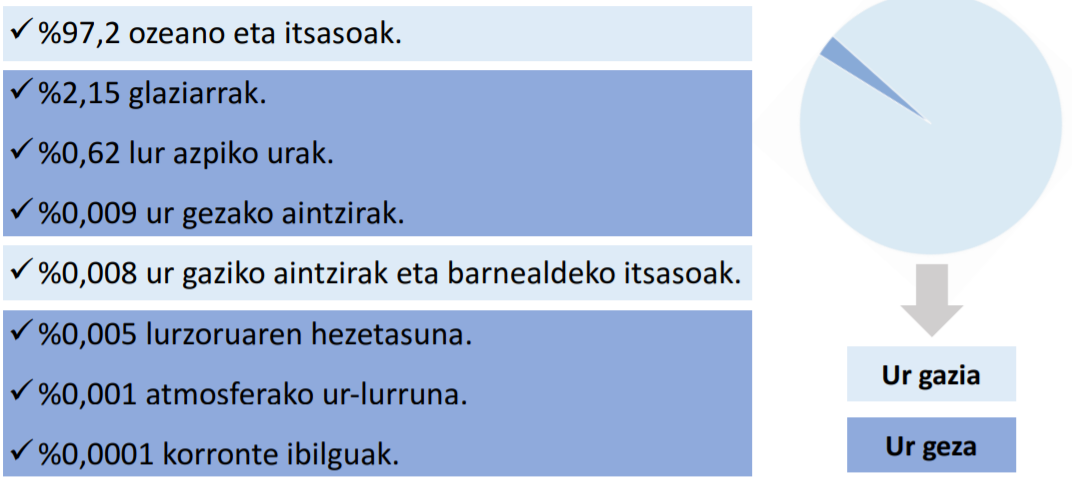 ✓%97,2 ozeano eta itsasoak.
✓%2,15 glaziarrak.
✓%0,62 lur azpiko urak.
✓%0,009 ur gezako aintzirak.
✓%0,008 ur gaziko aintzirak eta barnealdeko itsasoak.
✓%0,005 lurzoruaren hezetasuna.
✓%0,001 atmosferako ur-lurruna.
✓%0,0001 korronte ibilguak.
Ur gazia
Ur geza